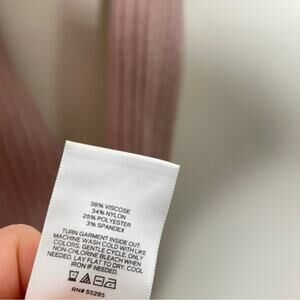 38% VISCOSE
34% NYLON
25% POLYESTER
3% SPANDEX
TURN GARMENT INSIDE OUT.
MACHINE WASH COLD WITH LIKE
COLORS, GENTLE CYCLE. ONLY
NON-CHLORINE BLEACH WHEN
NEEDED. LAY FLAT TO DRY. COOL
IRON IF NEEDED.
RN# 55285